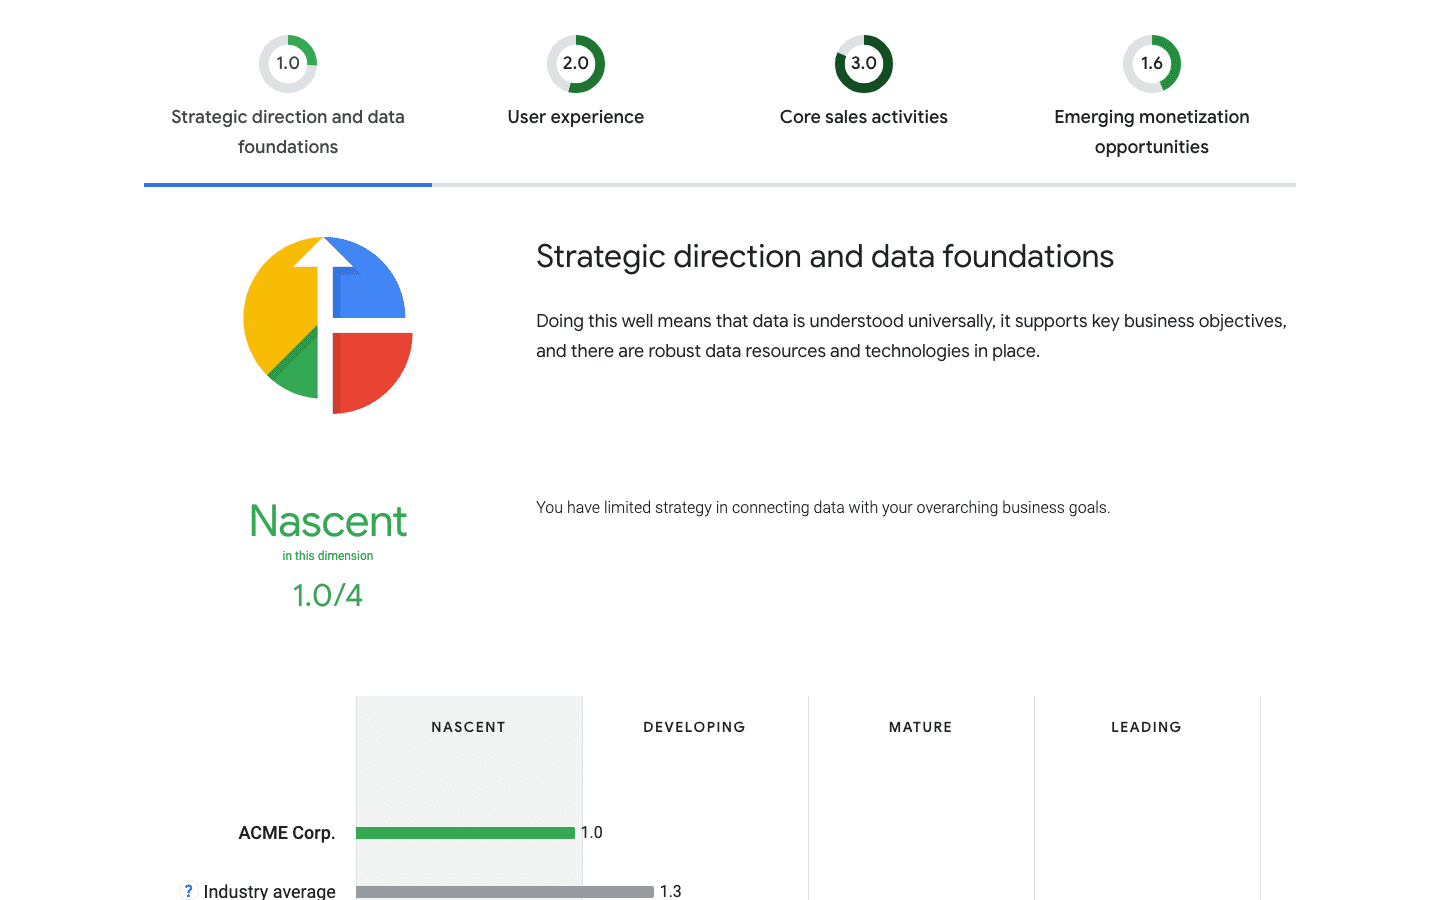 1.0
Strategic direction and data
foundations
2.0
User experience
3.0
Core sales activities
1.6
Emerging monetization
opportunities
Strategic direction and data foundations
Doing this well means that data is understood universally, it supports key business objectives,
and there are robust data resources and technologies in place.
Nascent
in this dimension
1.0/4
You have limited strategy in connecting data with your overarching business goals.
NASCENT DEVELOPING MATURE LEADING
ACME Corp. 1.0
? Industry average 1.3